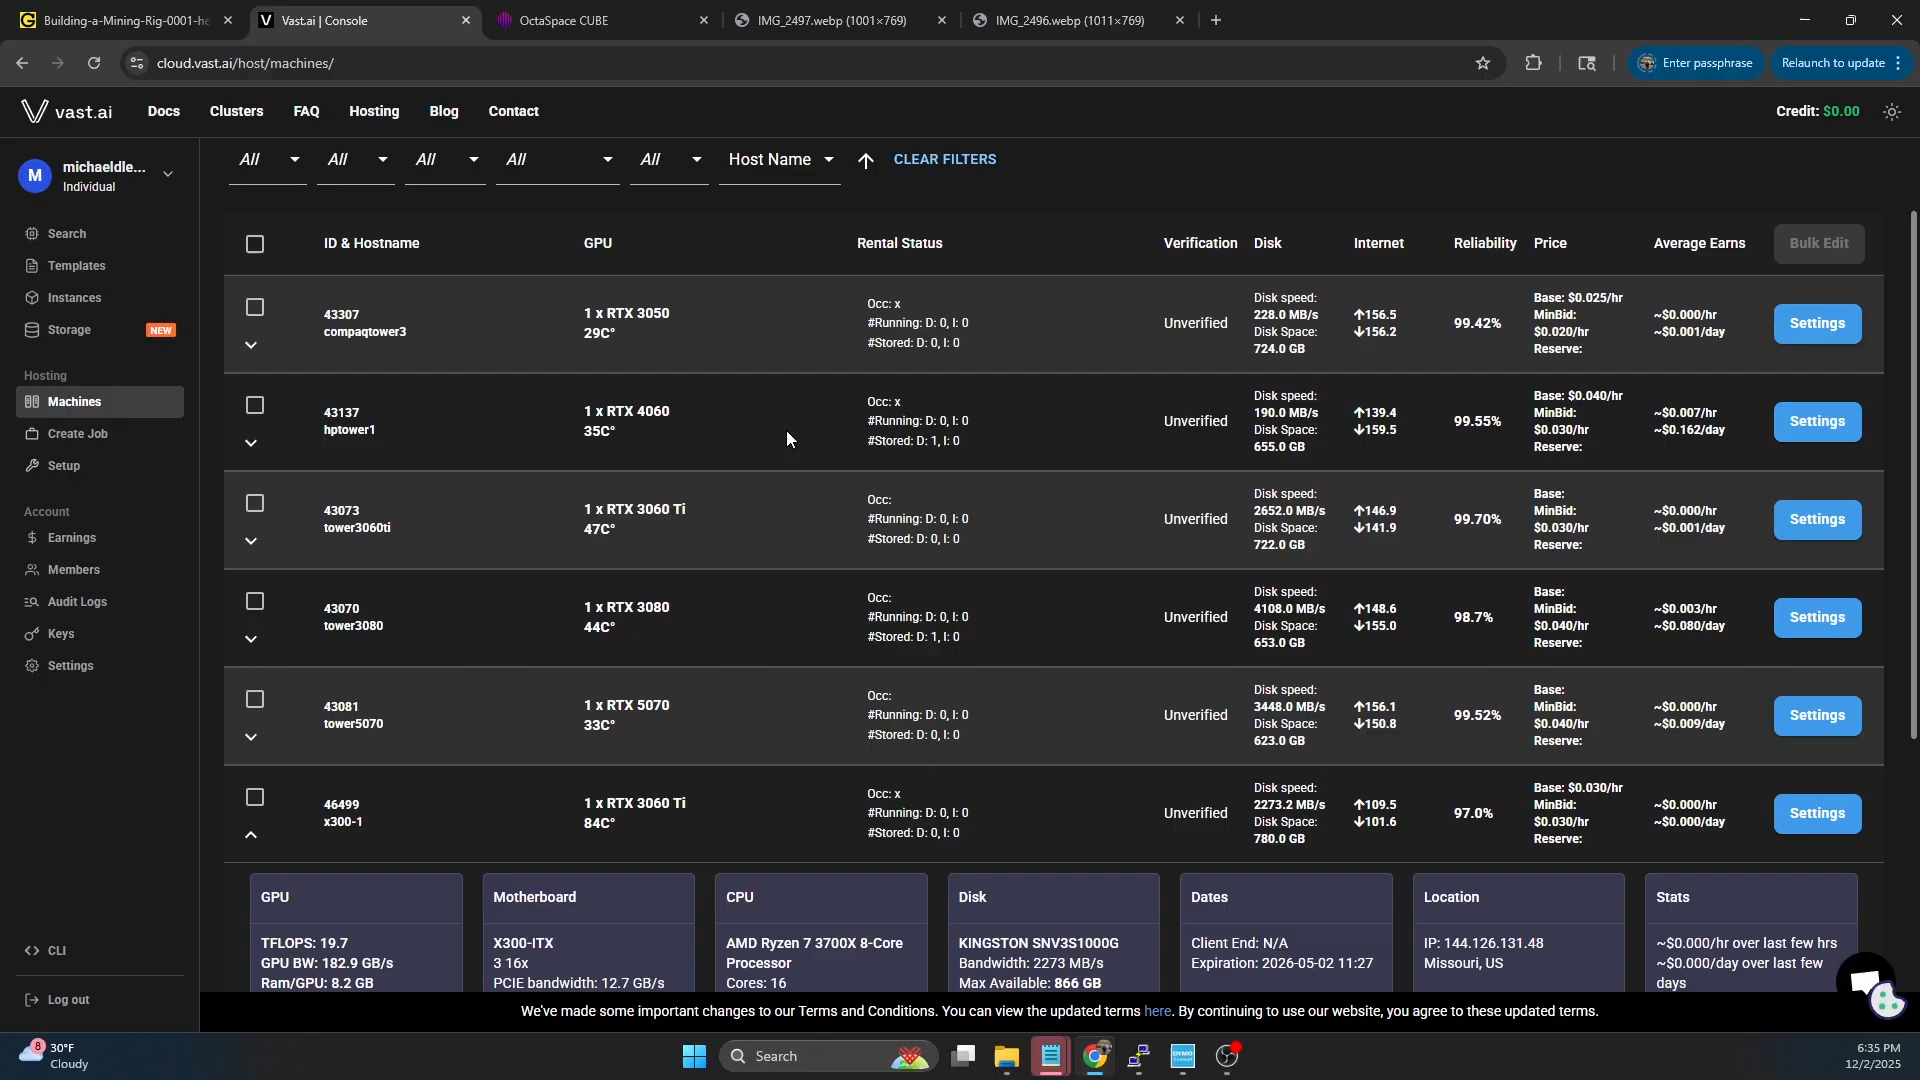 Building-a-Mining-Rig-0001-he
Vast.ai | Console
OctaSpace CUBE
IMG_2497.webp (1001×769)
IMG_2496.webp (1011×769)
cloud.vast.ai/host/machines/
Enter passphrase
Relaunch to update
vast.ai
Docs
Clusters
FAQ
Hosting
Blog
Contact
Credit: $0.00
M
michaeldle...
Individual
Search
Templates
Instances
Storage
NEW
Hosting
Machines
Create Job
Setup
Account
Earnings
Members
Audit Logs
Keys
Settings
CLI
Log out
All
All
All
All
All
Host Name
CLEAR FILTERS
ID & Hostname
GPU
Rental Status
Verification
Disk
Internet
Reliability
Price
Average Earns
Bulk Edit
43307
compaqtower3
1 x RTX 3050
29C°
Occ: x
#Running: D: 0, I: 0
#Stored: D: 0, I: 0
Unverified
Disk speed:
228.0 MB/s
Disk Space:
724.0 GB
↑156.5
↓156.2
99.42%
Base: $0.025/hr
MinBid:
$0.020/hr
Reserve:
~$0.000/hr
~$0.001/day
Settings
43137
hptower1
1 x RTX 4060
35C°
Occ: x
#Running: D: 0, I: 0
#Stored: D: 1, I: 0
Unverified
Disk speed:
190.0 MB/s
Disk Space:
655.0 GB
↑139.4
↓159.5
99.55%
Base: $0.040/hr
MinBid:
$0.030/hr
Reserve:
~$0.007/hr
~$0.162/day
Settings
43073
tower3060ti
1 x RTX 3060 Ti
47C°
Occ:
#Running: D: 0, I: 0
#Stored: D: 0, I: 0
Unverified
Disk speed:
2652.0 MB/s
Disk Space:
722.0 GB
↑146.9
↓141.9
99.70%
Base:
MinBid:
$0.030/hr
Reserve:
~$0.000/hr
~$0.001/day
Settings
43070
tower3080
1 x RTX 3080
44C°
Occ:
#Running: D: 0, I: 0
#Stored: D: 1, I: 0
Unverified
Disk speed:
4108.0 MB/s
Disk Space:
653.0 GB
↑148.6
↓155.0
98.7%
Base:
MinBid:
$0.040/hr
Reserve:
~$0.003/hr
~$0.080/day
Settings
43081
tower5070
1 x RTX 5070
33C°
Occ:
#Running: D: 0, I: 0
#Stored: D: 0, I: 0
Unverified
Disk speed:
3448.0 MB/s
Disk Space:
623.0 GB
↑156.1
↓150.8
99.52%
Base:
MinBid:
$0.040/hr
Reserve:
~$0.000/hr
~$0.009/day
Settings
46499
x300-1
1 x RTX 3060 Ti
84C°
Occ: x
#Running: D: 0, I: 0
#Stored: D: 0, I: 0
Unverified
Disk speed:
2273.2 MB/s
Disk Space:
780.0 GB
↑109.5
↓101.6
97.0%
Base: $0.030/hr
MinBid:
$0.030/hr
Reserve:
~$0.000/hr
~$0.000/day
Settings
GPU
TFLOPS: 19.7
GPU BW: 182.9 GB/s
Ram/GPU: 8.2 GB
Motherboard
X300-ITX
3 16x
PCIE bandwidth: 12.7 GB/s
CPU
AMD Ryzen 7 3700X 8-Core
Processor
Cores: 16
Disk
KINGSTON SNV3S1000G
Bandwidth: 2273 MB/s
Max Available: 866 GB
Dates
Client End: N/A
Expiration: 2026-05-02 11:27
Location
IP: 144.126.131.48
Missouri, US
Stats
~$0.000/hr over last few hrs
~$0.000/day over last few
days
We've made some important changes to our Terms and Conditions. You can view the updated terms here. By continuing to use our website, you agree to these updated terms.
8
30°F
Cloudy
Search
DYMO
6:35 PM
12/2/2025